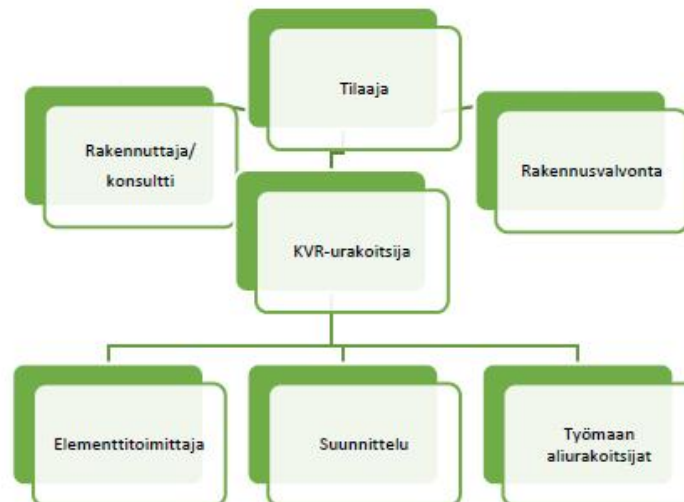 Tilaaja
Rakennuttaja/
konsultti
Rakennusvalvonta
KVR-urakoitsija
Elementtitoimittaja
Suunnittelu
Työmaan
aliurakoitsijat